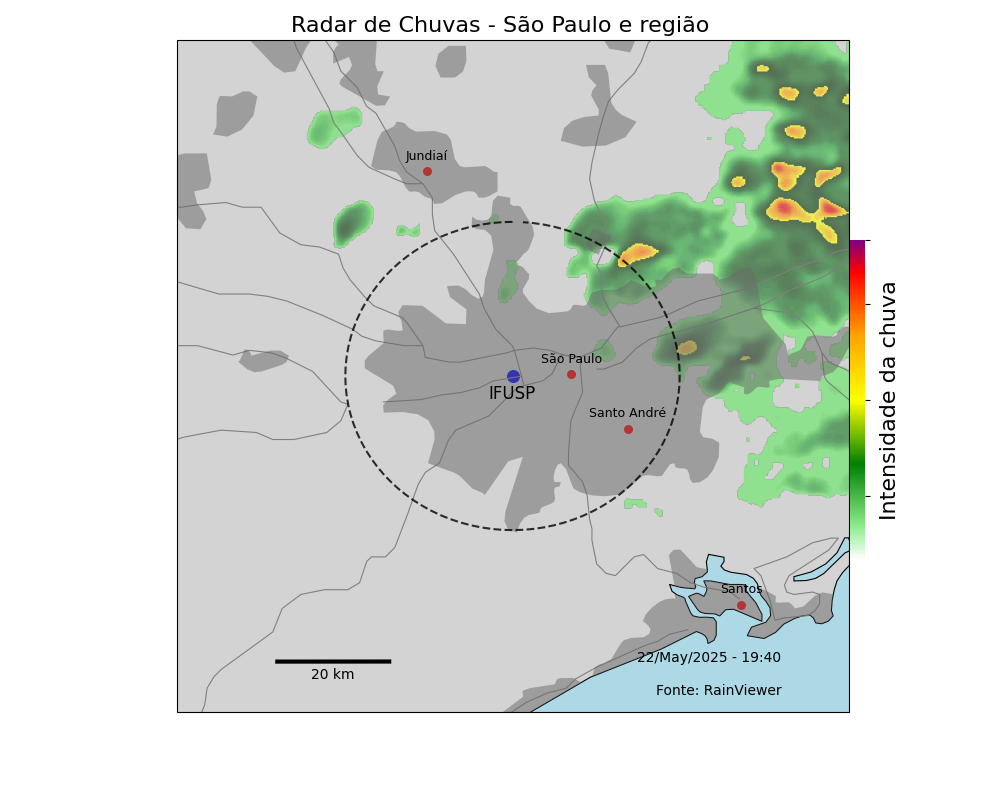 Radar de Chuvas - São Paulo e região
Jundiaí
São Paulo
IFUSP
Santo André
Intensidade da chuva
Santos
22/May/2025 - 19:40
20 km
Fonte: RainViewer